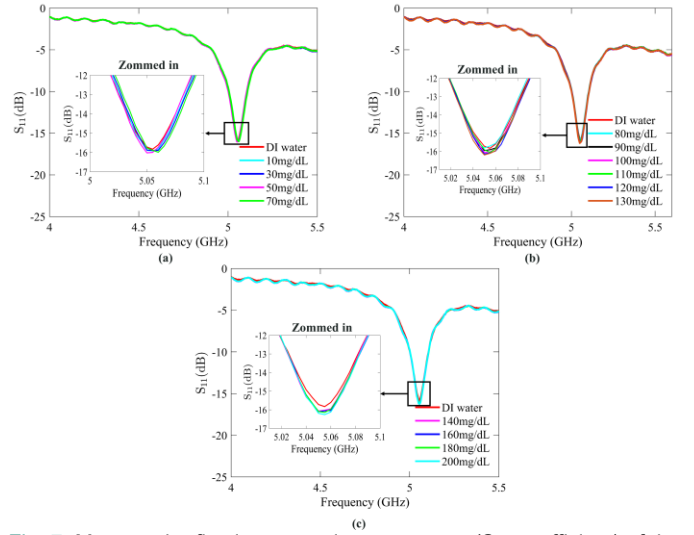 0
-5
-10
-15
-20
-25
S11(dB)
4
4.5
5
5.5
Frequency (GHz)
(a)
Zommed in
-12
-13
-14
-15
-16
-17
S11(dB)
5
5.05
5.1
Frequency (GHz)
DI water
10mg/dL
30mg/dL
50mg/dL
70mg/dL
0
-5
-10
-15
-20
-25
S11(dB)
4
4.5
5
5.5
Frequency (GHz)
(b)
Zommed in
-12
-13
-14
-15
-16
-17
S11(dB)
5.02
5.04
5.06
5.08
5.1
Frequency (GHz)
DI water
80mg/dL
90mg/dL
100mg/dL
110mg/dL
120mg/dL
130mg/dL
0
-5
-10
-15
-20
-25
S11(dB)
4
4.5
5
5.5
Frequency (GHz)
(c)
Zommed in
-12
-13
-14
-15
-16
-17
S11(dB)
5.02
5.04
5.06
5.08
5.1
Frequency (GHz)
DI water
140mg/dL
160mg/dL
180mg/dL
200mg/dL